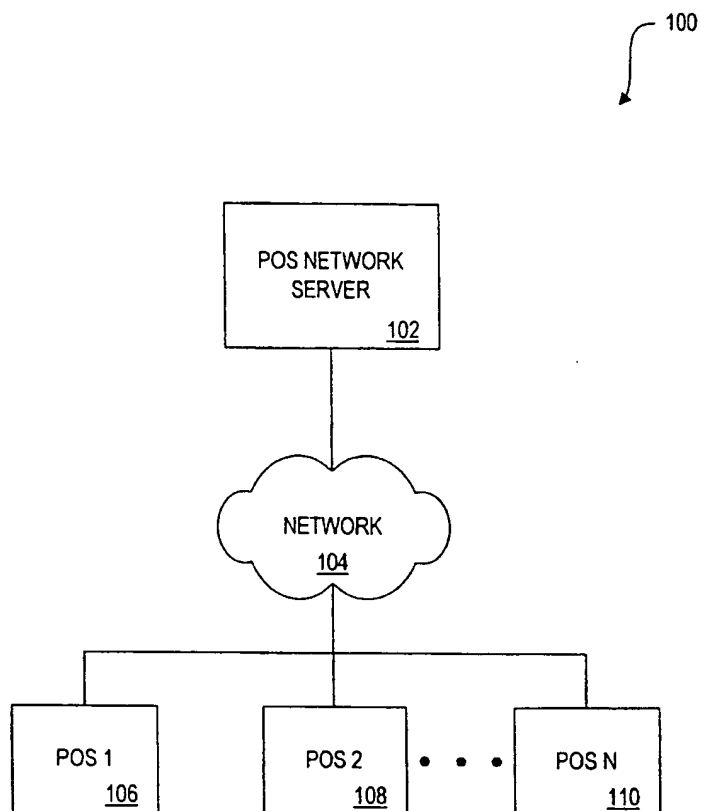 100
POS NETWORK
SERVER
102
NETWORK
104
POS 1
106
POS 2
108
POS N
110